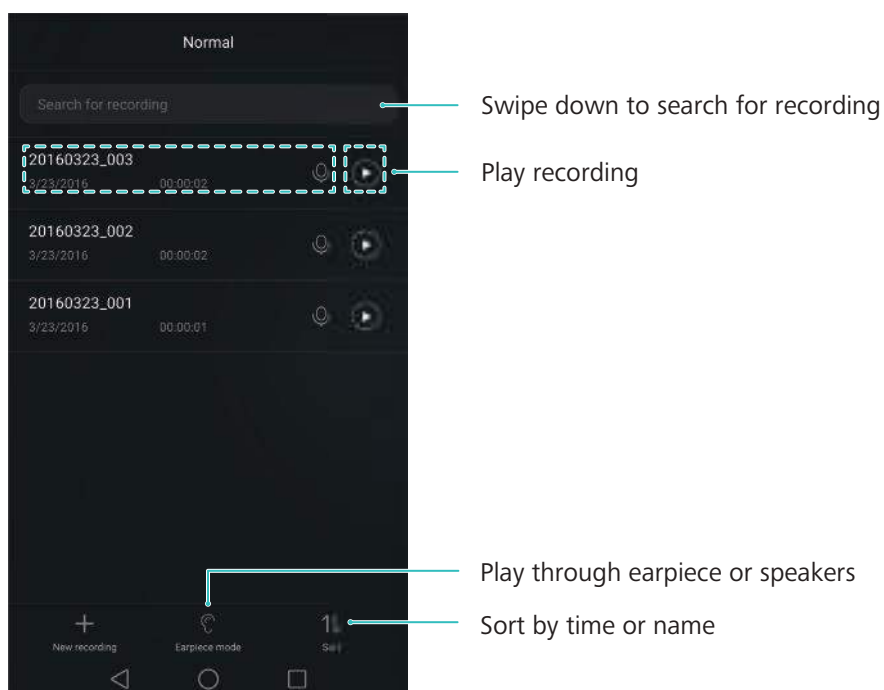 Normal
Search for recording
Swipe down to search for recording
20160323_003
3/23/2016 00:00:02
Play recording
20160323_002
3/23/2016 00:00:02
20160323_001
3/23/2016 00:00:01
Play through earpiece or speakers
Sort by time or name
New recording
Earpiece mode